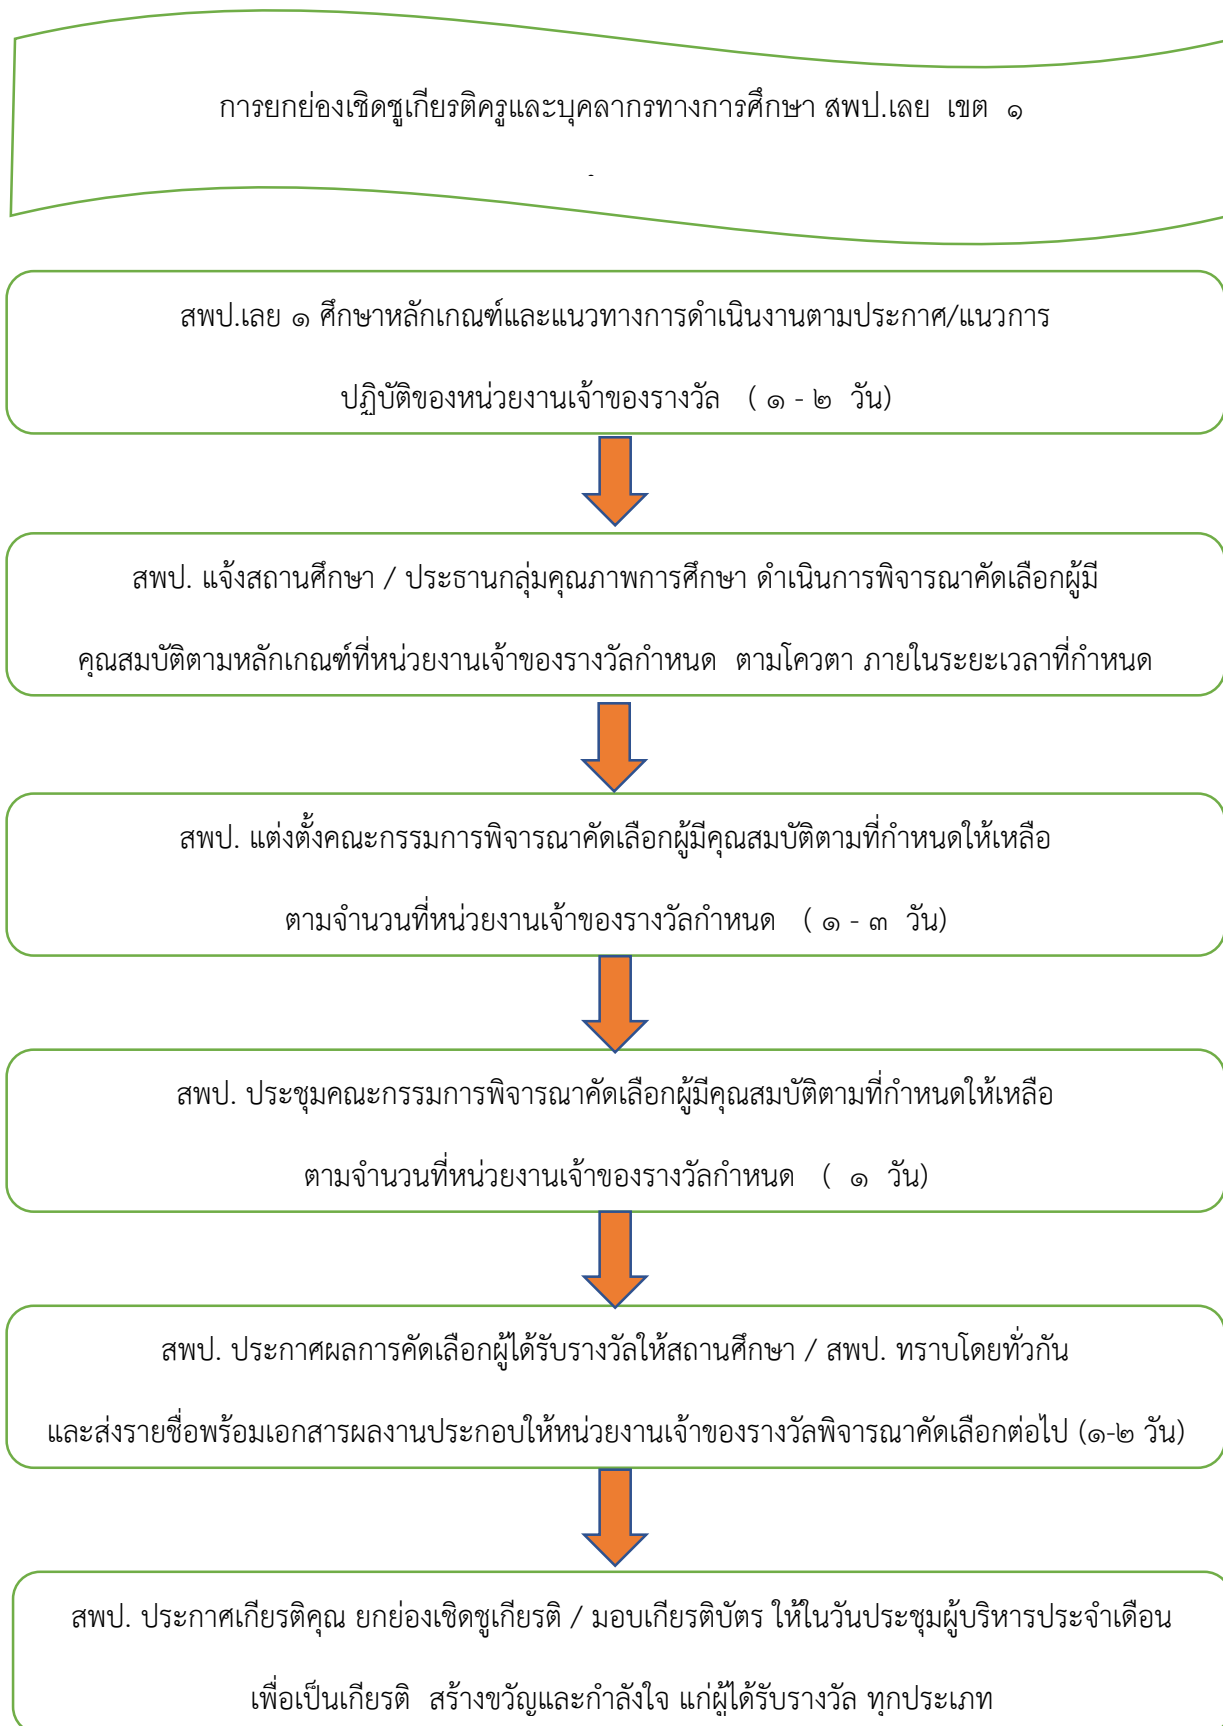 การยกย่องเชิดชูเกียรติครูและบุคลากรทางการศึกษา สพป.เลย เขต ๑
สพป.เลย ๑ ศึกษาหลักเกณฑ์และแนวทางการดำเนินงานตามประกาศ/แนวการ
ปฏิบัติของหน่วยงานเจ้าของรางวัล ( ๑ - ๒ วัน)
สพป. แจ้งสถานศึกษา / ประธานกลุ่มคุณภาพการศึกษา ดำเนินการพิจารณาคัดเลือกผู้มี
คุณสมบัติตามหลักเกณฑ์ที่หน่วยงานเจ้าของรางวัลกำหนด ตามโควตา ภายในระยะเวลาที่กำหนด
สพป. แต่งตั้งคณะกรรมการพิจารณาคัดเลือกผู้มีคุณสมบัติตามที่กำหนดให้เหลือ
ตามจำนวนที่หน่วยงานเจ้าของรางวัลกำหนด ( ๑ - ๓ วัน)
สพป. ประชุมคณะกรรมการพิจารณาคัดเลือกผู้มีคุณสมบัติตามที่กำหนดให้เหลือ
ตามจำนวนที่หน่วยงานเจ้าของรางวัลกำหนด ( ๑ วัน)
สพป. ประกาศผลการคัดเลือกผู้ได้รับรางวัลให้สถานศึกษา / สพป. ทราบโดยทั่วกัน
และส่งรายชื่อพร้อมเอกสารผลงานประกอบให้หน่วยงานเจ้าของรางวัลพิจารณาคัดเลือกต่อไป (๑-๒ วัน)
สพป. ประกาศเกียรติคุณ ยกย่องเชิดชูเกียรติ / มอบเกียรติบัตร ให้ในวันประชุมผู้บริหารประจำเดือน
เพื่อเป็นเกียรติ สร้างขวัญและกำลังใจ แก่ผู้ได้รับรางวัล ทุกประเภท